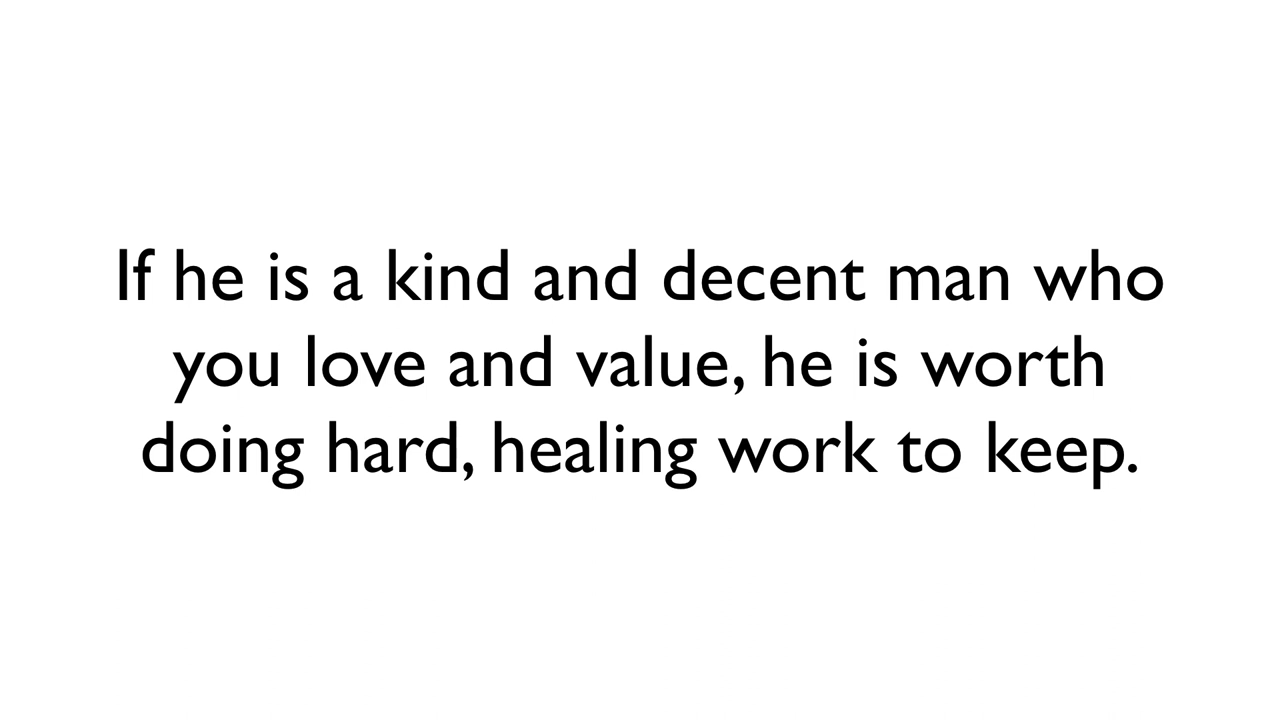 If he is a kind and decent man who
you love and value, he is worth
doing hard, healing work to keep.